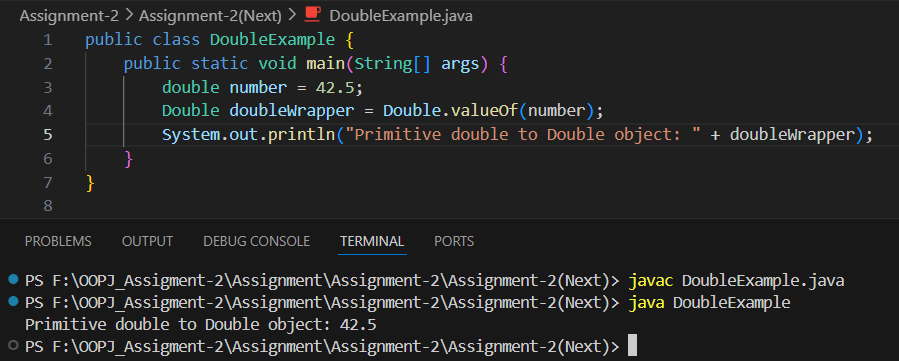 Assignment-2 > Assignment-2(Next) > DoubleExample.java
1 public class DoubleExample {
2 public static void main(String[] args) {
3 double number = 42.5;
4 Double doubleWrapper = Double.valueOf(number);
5 System.out.println("Primitive double to Double object: " + doubleWrapper);
6 }
7 }
8
PROBLEMS OUTPUT DEBUG CONSOLE TERMINAL PORTS
PS F:\OOPJ_Assigment-2\Assignment\Assignment-2\Assignment-2(Next)> javac DoubleExample.java
PS F:\OOPJ_Assigment-2\Assignment\Assignment-2\Assignment-2(Next)> java DoubleExample
Primitive double to Double object: 42.5
PS F:\OOPJ_Assigment-2\Assignment\Assignment-2\Assignment-2(Next)>